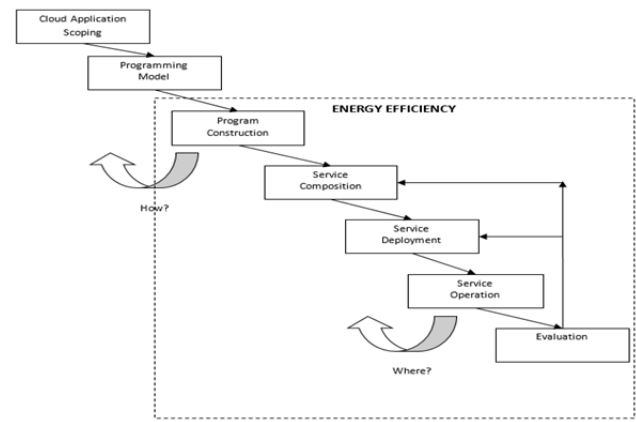 Cloud Application
Scoping
Programming
Model
ENERGY EFFICIENCY
Program
Construction
Service
Composition
How?
Service
Deployment
Service
Operation
Evaluation
Where?